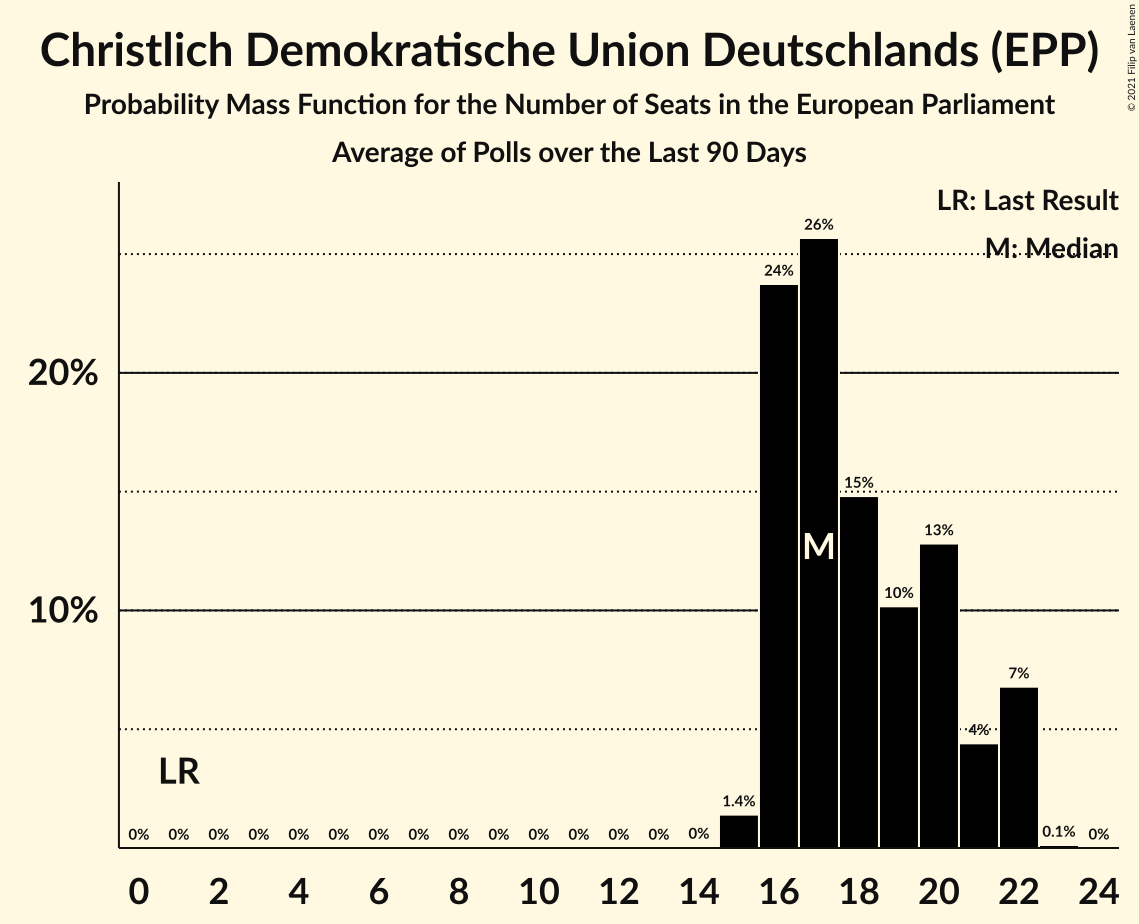 Christlich Demokratische Union Deutschlands (EPP)
Probability Mass Function for the Number of Seats in the European Parliament
Average of Polls over the Last 90 Days
© 2021 Filip van Laenen
LR: Last Result
M: Median
26%
24%
20%
15%
M
13%
10%
10%
7%
4%
LR
1.4%
0% 0% 0% 0% 0% 0% 0% 0% 0% 0% 0% 0% 0% 0% 0% 0.1% 0%
0 2 4 6 8 10 12 14 16 18 20 22 24